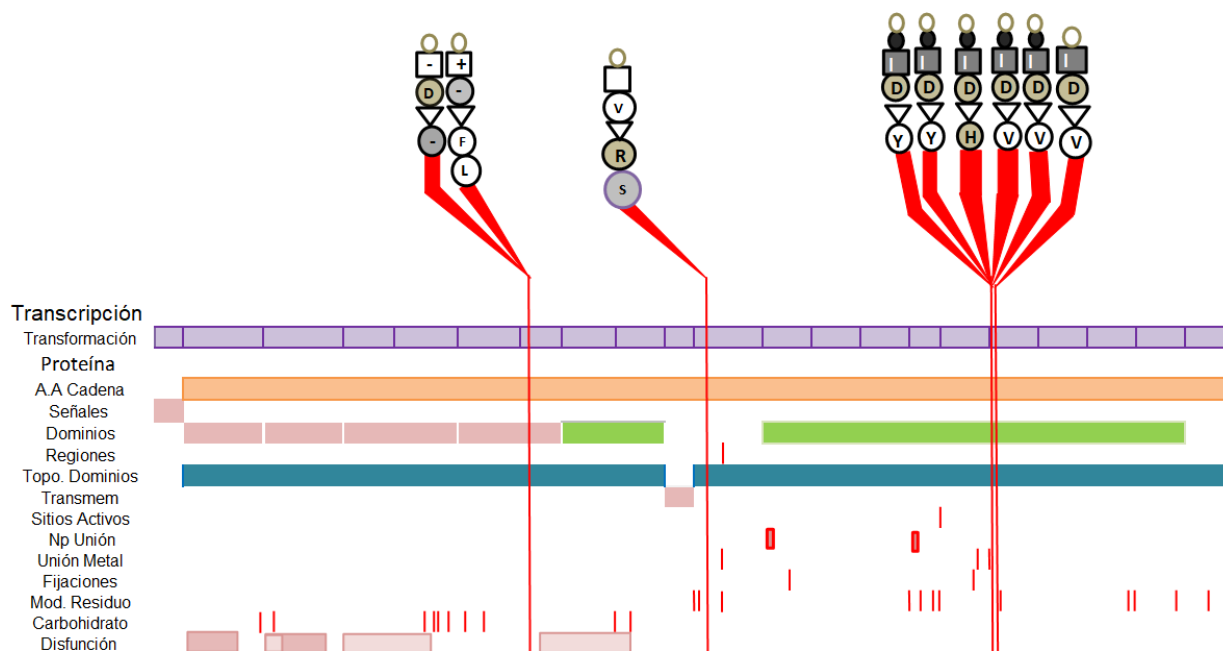 - + I I I I I I
D - V D D D D D D
- F R Y Y H V V V
L S
Transcripción
Transformación
Proteína
A.A Cadena
Señales
Dominios
Regiones
Topo. Dominios
Transmem
Sitios Activos
Np Unión
Unión Metal
Fijaciones
Mod. Residuo
Carbohidrato
Disfunción